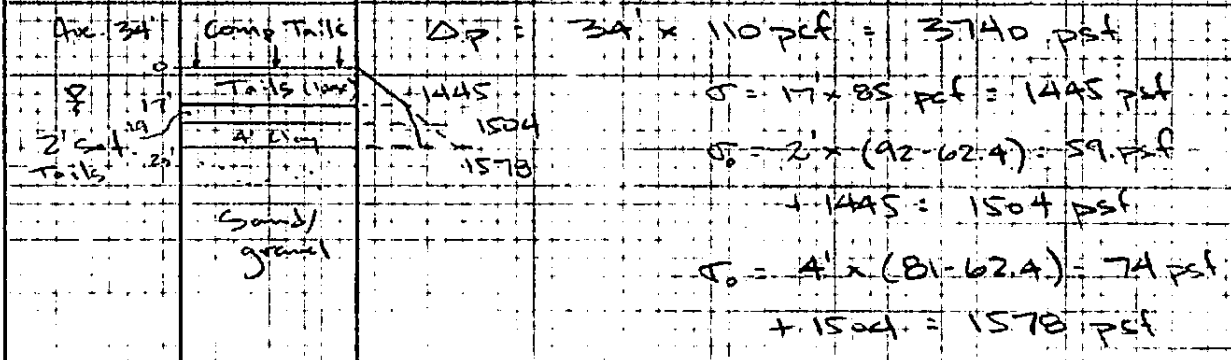 Ave. 34' Comp Tails Δp = 34' x 110 pcf = 3740 psf
0
Tails (lox)
17'
1445
σ = 17' x 85 pcf = 1445 psf
2' Sat. Tails
19
1504
4' Clay
σ₀ = 2' x (92-62.4) = 59 psf
23'
1578
+ 1445 = 1504 psf
Sand/
gravel
σ₀ = 4' x (81-62.4) = 74 psf
+ 1504 = 1578 psf